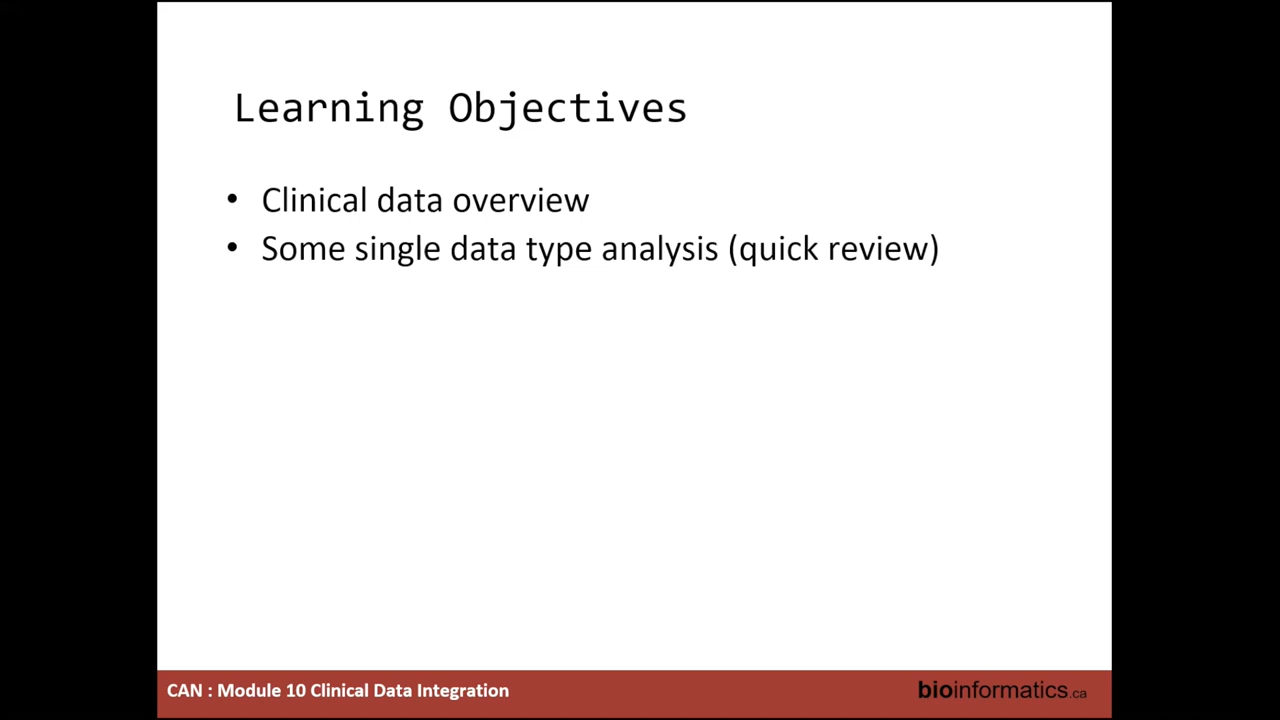 Learning Objectives
• Clinical data overview
• Some single data type analysis (quick review)
CAN : Module 10 Clinical Data Integration
bioinformatics.ca